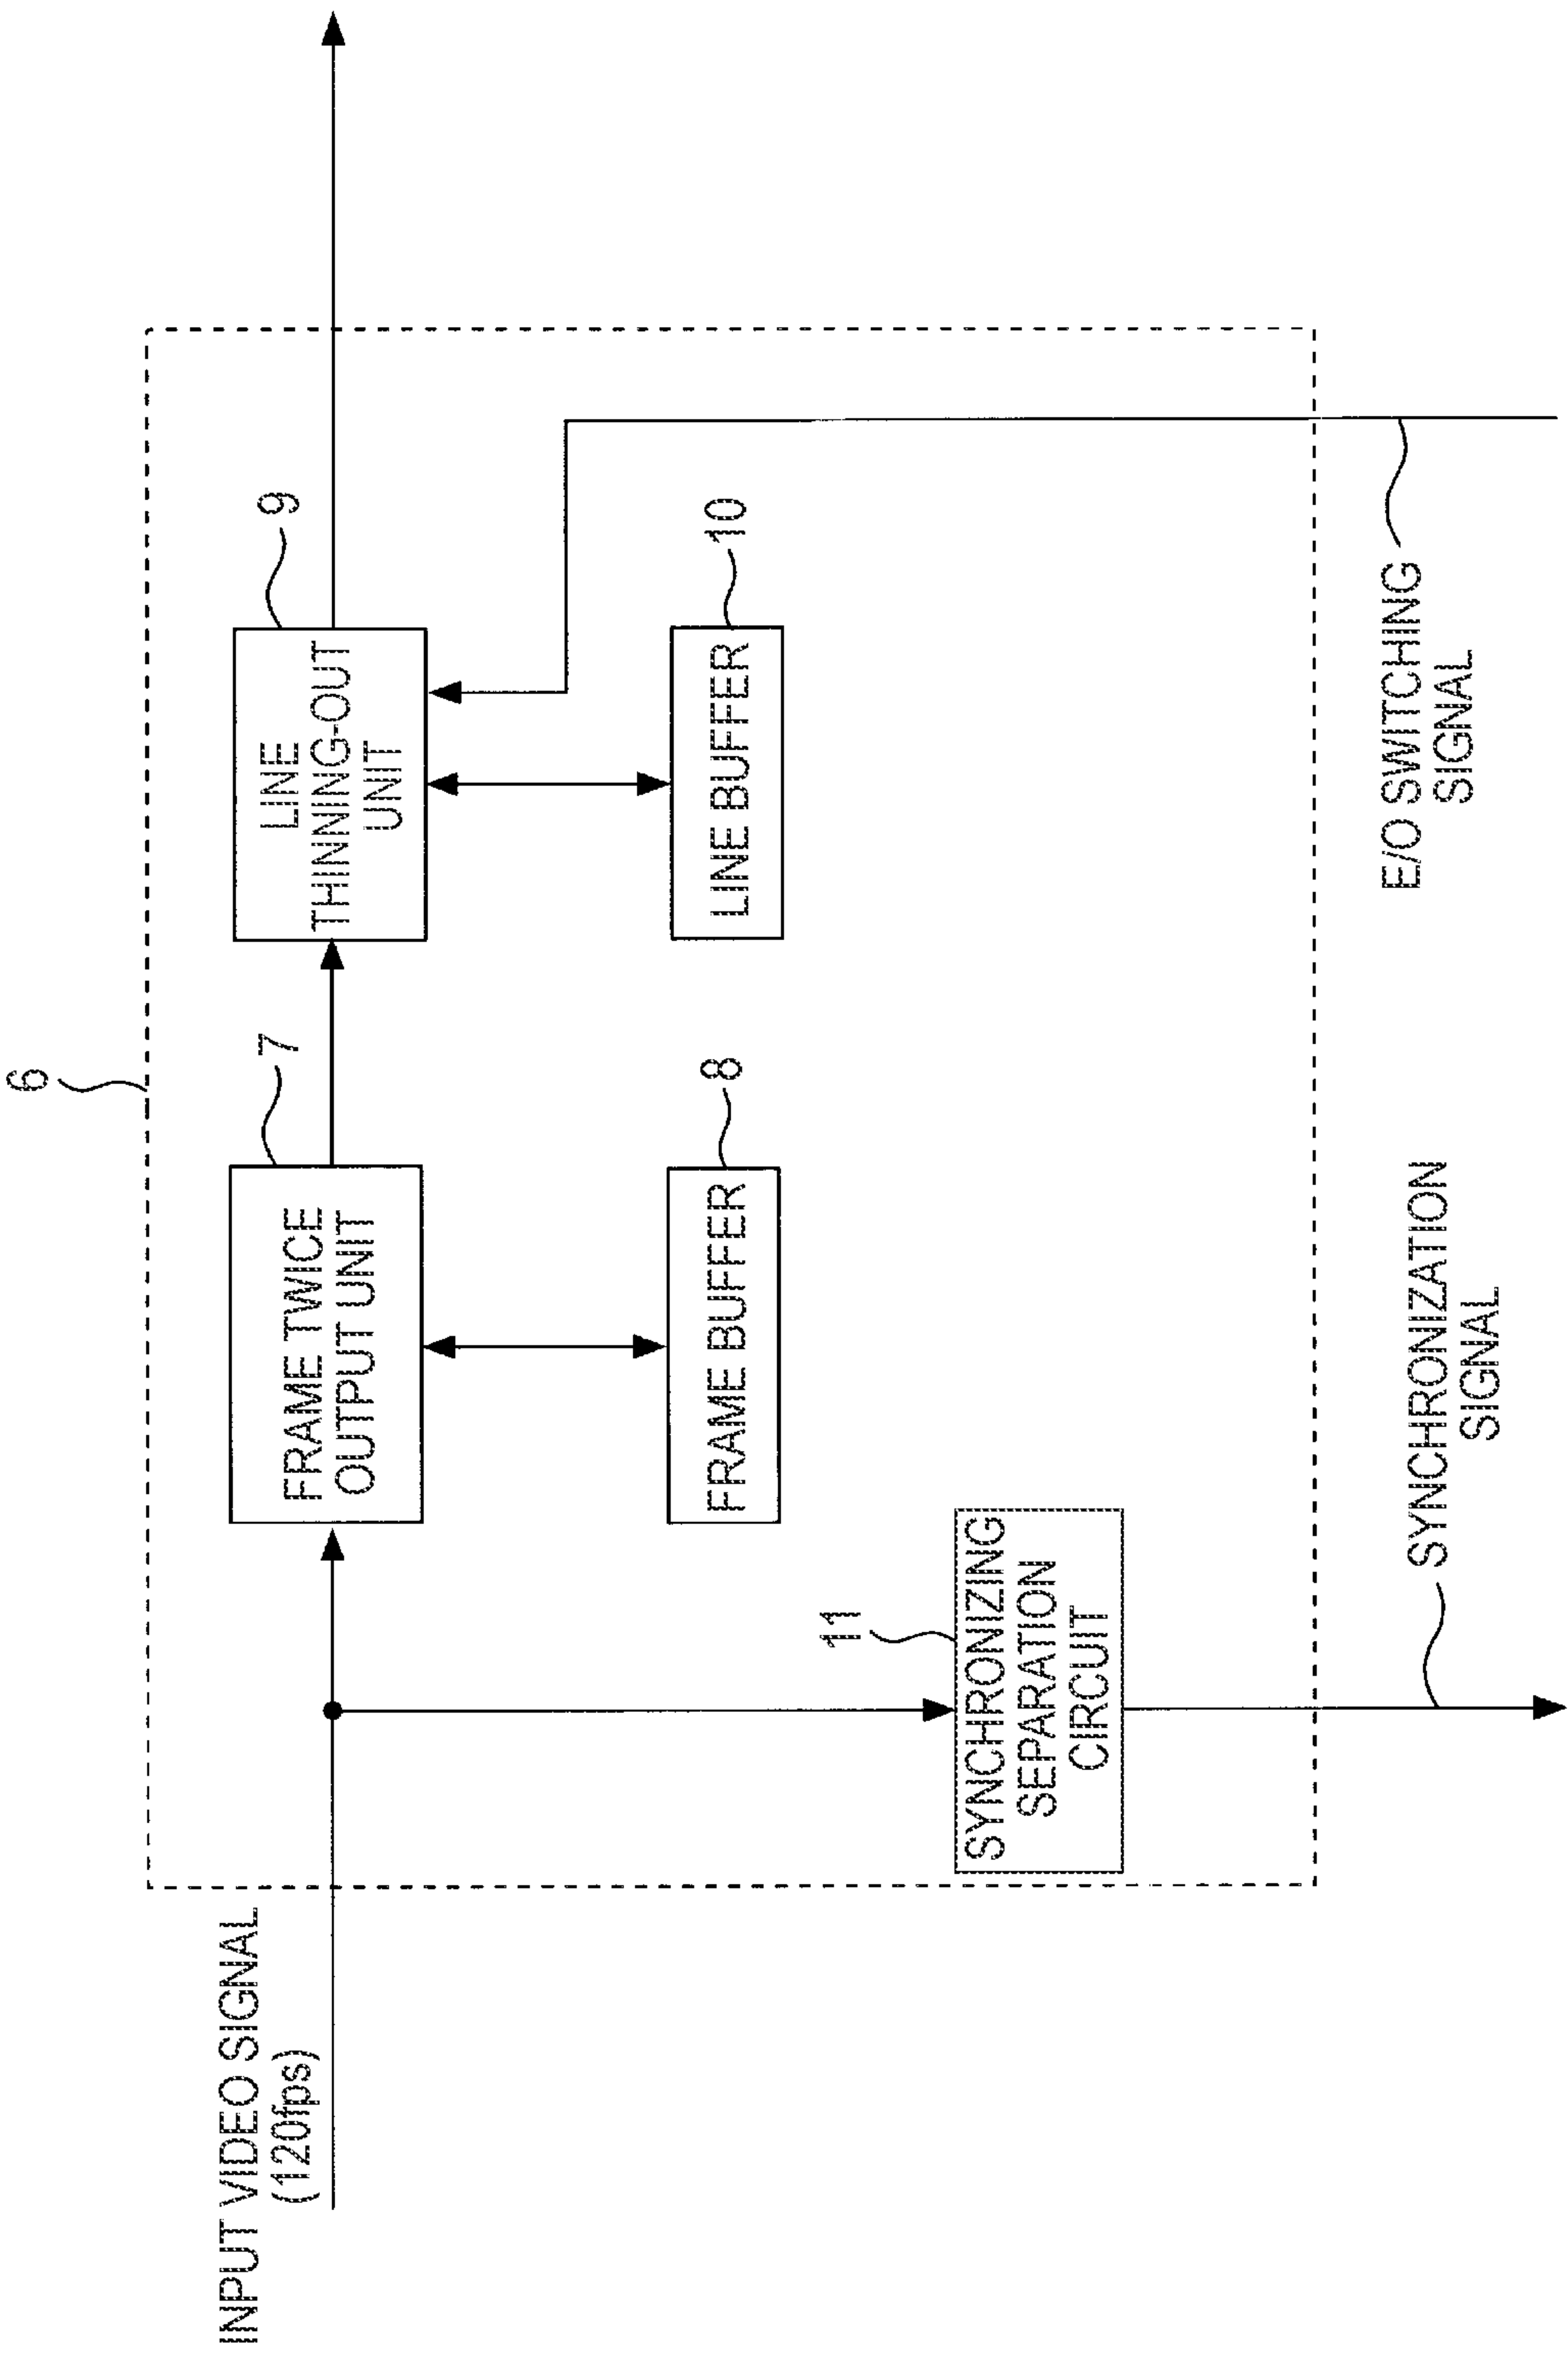 6
INPUT VIDEO SIGNAL
(120fps)
7
FRAME TWICE
OUTPUT UNIT
9
LINE
THINNING-OUT
UNIT
8
FRAME BUFFER
10
LINE BUFFER
11
SYNCHRONIZING
SEPARATION
CIRCUIT
SYNCHRONIZATION
SIGNAL
E/O SWITCHING
SIGNAL